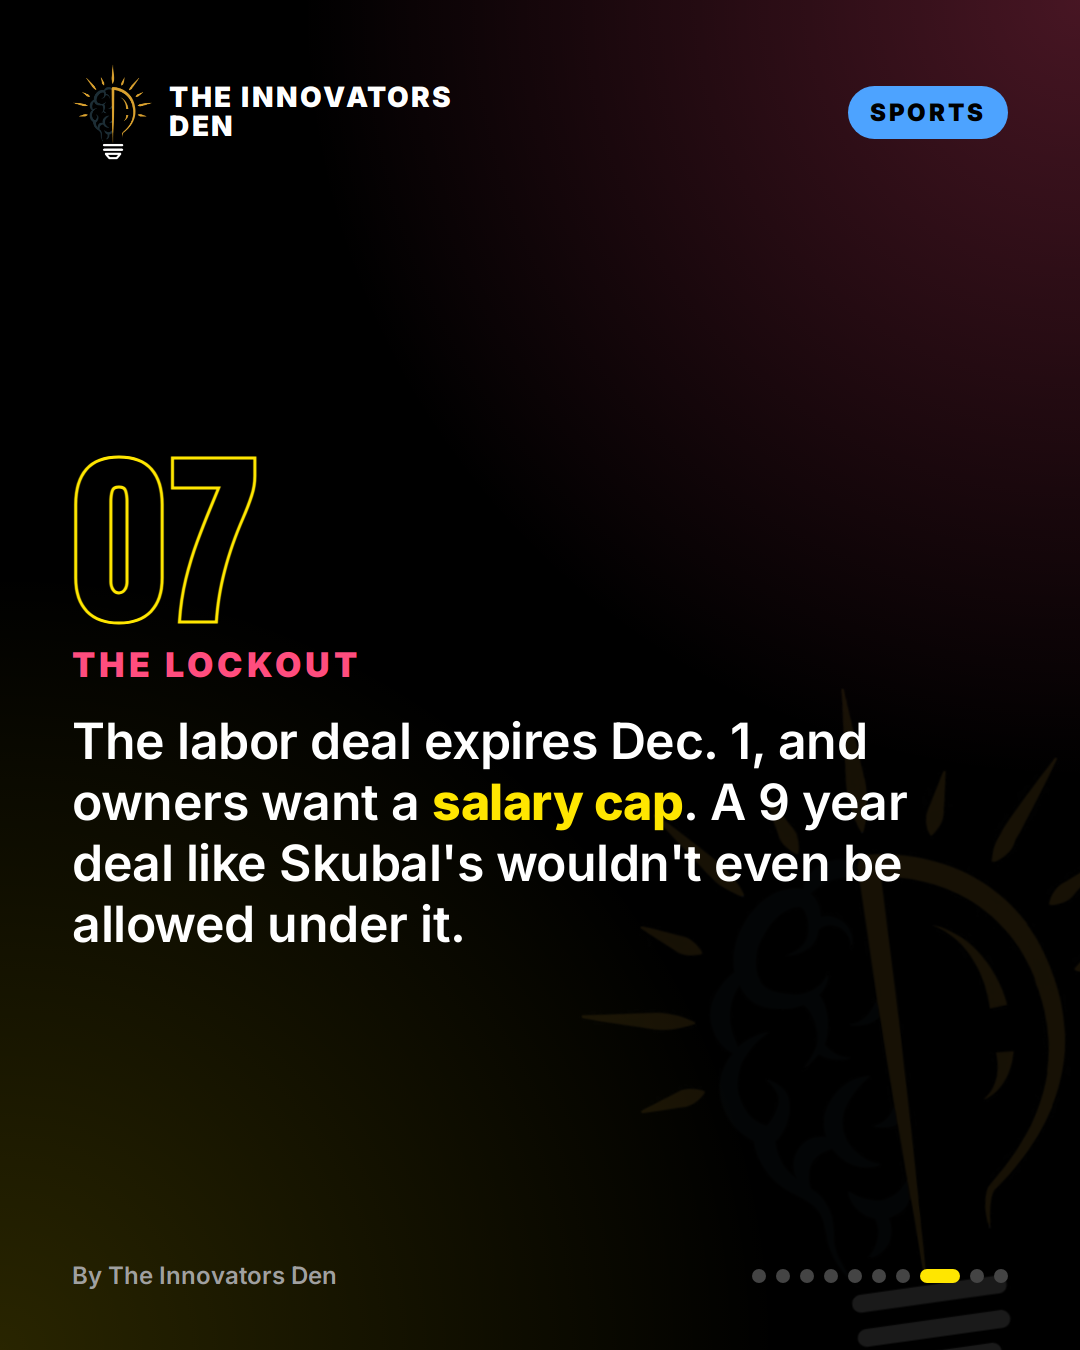 THE INNOVATORS
DEN
SPORTS
07
THE LOCKOUT
The labor deal expires Dec. 1, and
owners want a salary cap. A 9 year
deal like Skubal's wouldn't even be
allowed under it.
By The Innovators Den